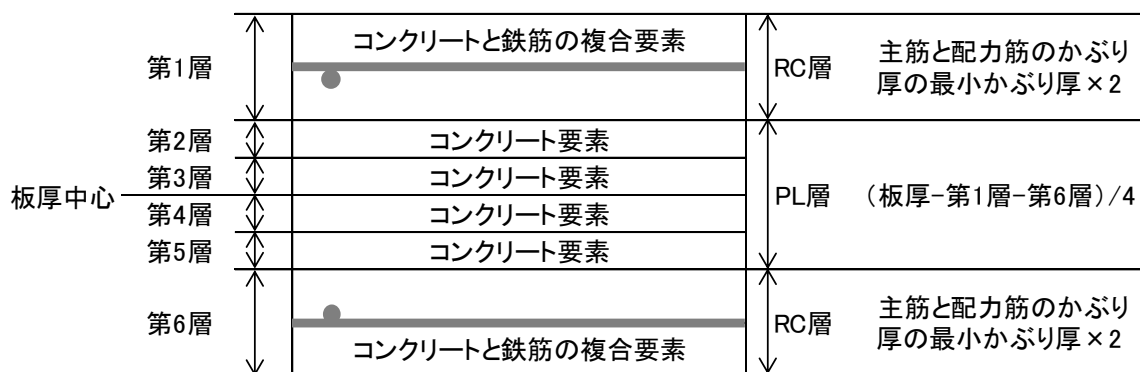 コンクリートと鉄筋の複合要素
第1層
RC層
主筋と配力筋のかぶり
厚の最小かぶり厚×2
第2層
コンクリート要素
第3層
コンクリート要素
板厚中心
PL層
(板厚-第1層-第6層)/4
第4層
コンクリート要素
第5層
コンクリート要素
第6層
RC層
主筋と配力筋のかぶり
厚の最小かぶり厚×2
コンクリートと鉄筋の複合要素